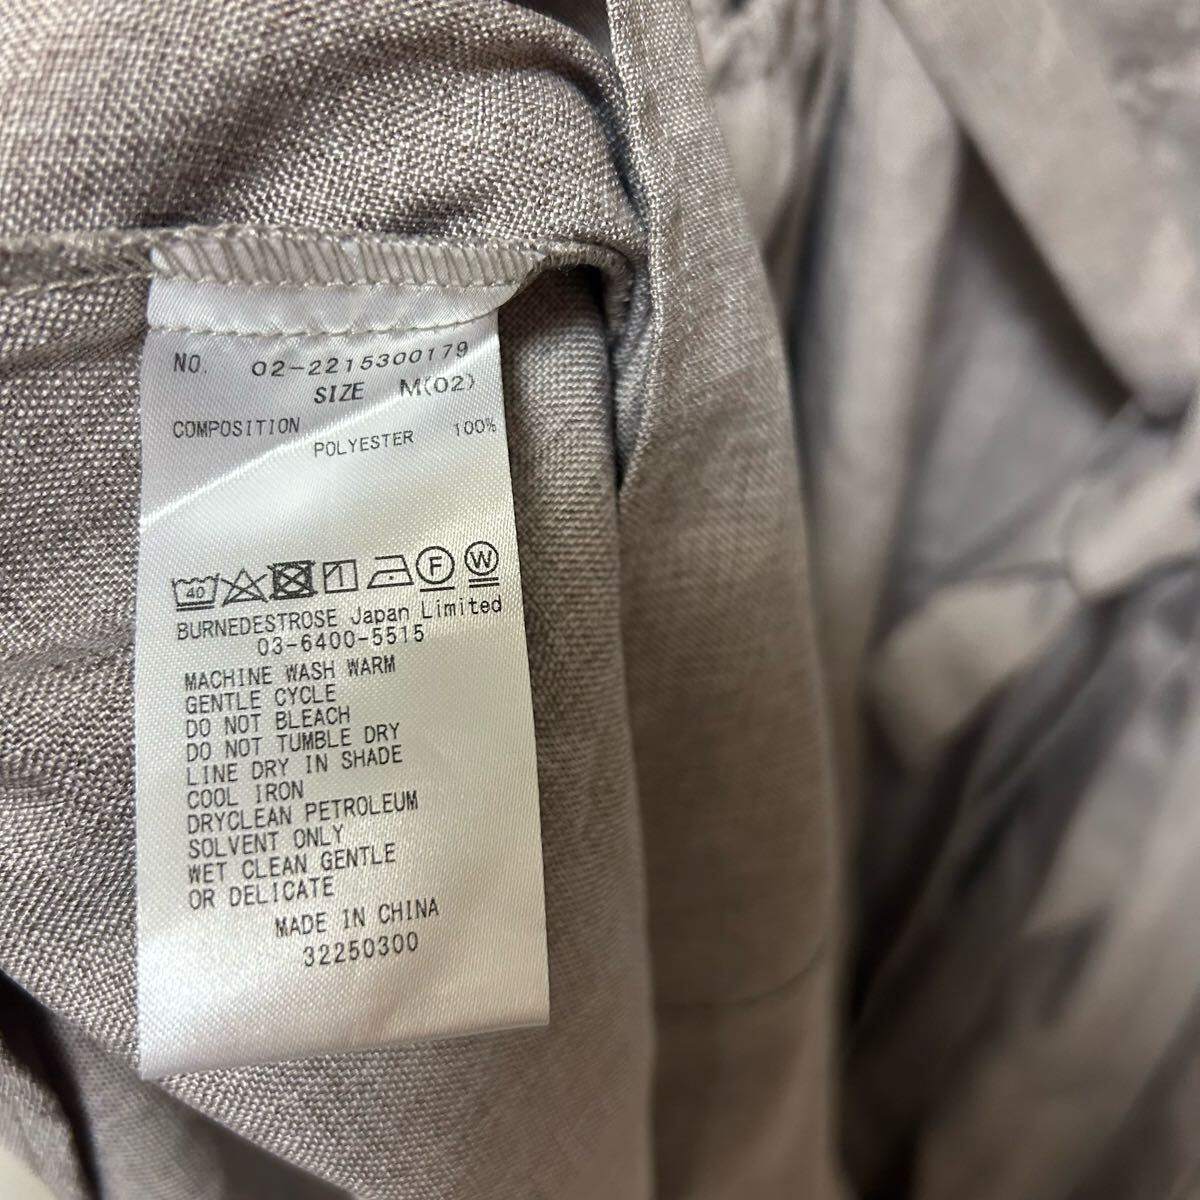 NO. 02-2215300179
SIZE M(02)
COMPOSITION
POLYESTER 100%
40 F W
BURNEDESTROSE Japan Limited
03-6400-5515
MACHINE WASH WARM
GENTLE CYCLE
DO NOT BLEACH
DO NOT TUMBLE DRY
LINE DRY IN SHADE
COOL IRON
DRYCLEAN PETROLEUM
SOLVENT ONLY
WET CLEAN GENTLE
OR DELICATE
MADE IN CHINA
32250300